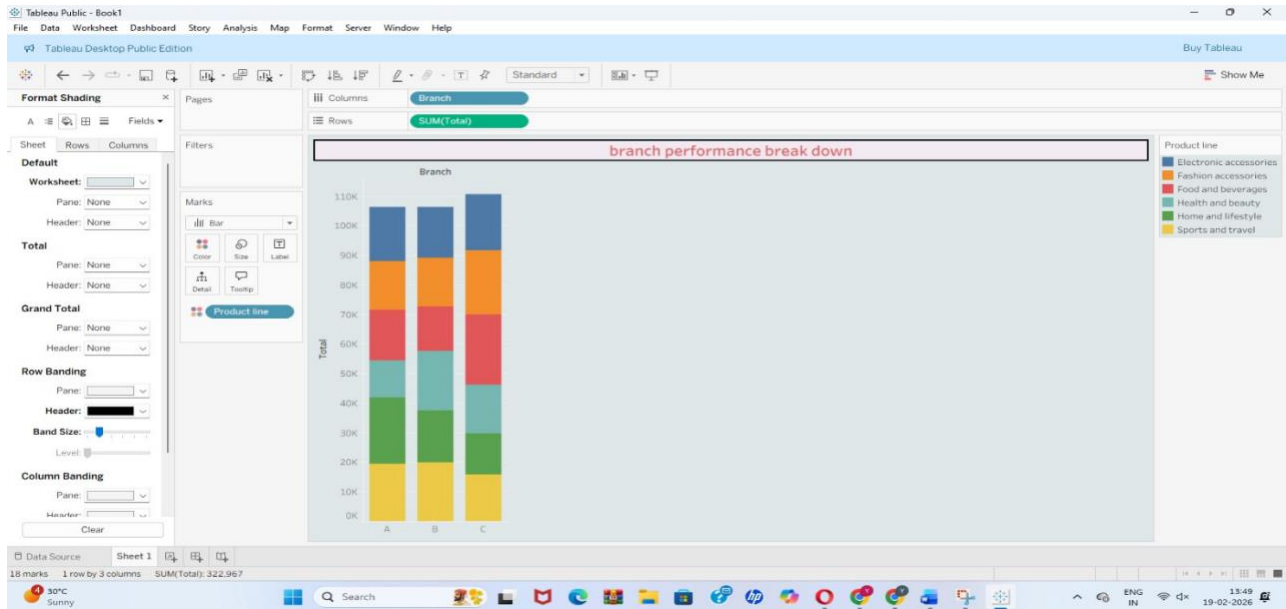 Tableau Public - Book1
File Data Worksheet Dashboard Story Analysis Map Format Server Window Help
Tableau Desktop Public Edition
Buy Tableau
Standard
Show Me
Format Shading
Fields
Sheet Rows Columns
Default
Worksheet:
Pane: None
Header: None
Total
Pane: None
Header: None
Grand Total
Pane: None
Header: None
Row Banding
Pane:
Header:
Band Size:
Level:
Column Banding
Pane:
Header:
Clear
Pages
Filters
Marks
Bar
Color Size Label
Detail Tooltip
Product line
Columns Branch
Rows SUM(Total)
branch performance break down
Branch
Total
110K
100K
90K
80K
70K
60K
50K
40K
30K
20K
10K
0K
A B C
Product line
Electronic accessories
Fashion accessories
Food and beverages
Health and beauty
Home and lifestyle
Sports and travel
Data Source Sheet 1
18 marks 1 row by 3 columns SUM(Total): 322,967
4
30°C
Sunny
Search
ENG
IN
13:49
19-02-2026